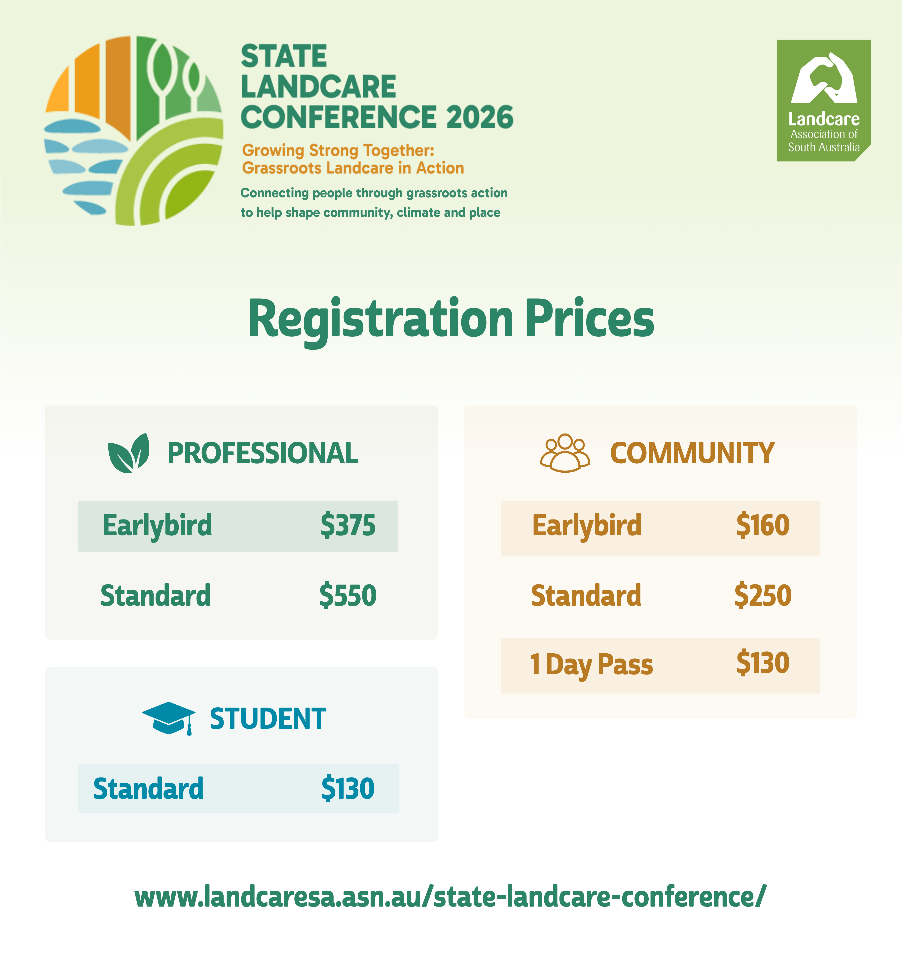 STATE
LANDCARE
CONFERENCE 2026
Growing Strong Together:
Grassroots Landcare in Action
Connecting people through grassroots action
to help shape community, climate and place
Landcare
Association of
South Australia
Registration Prices
PROFESSIONAL
Earlybird $375
Standard $550
COMMUNITY
Earlybird $160
Standard $250
1 Day Pass $130
STUDENT
Standard $130
www.landcaresa.asn.au/state-landcare-conference/